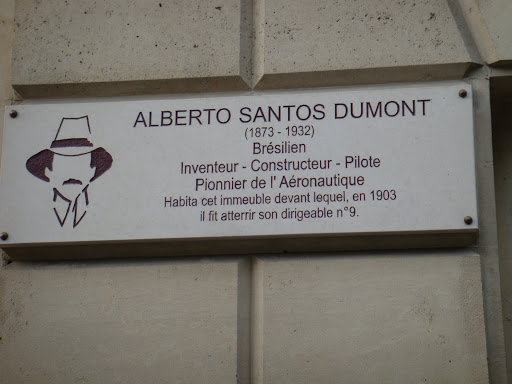 ALBERTO SANTOS DUMONT
(1873 - 1932)
Brésilien
Inventeur - Constructeur - Pilote
Pionnier de l' Aéronautique
Habita cet immeuble devant lequel, en 1903
il fit atterrir son dirigeable n°9.